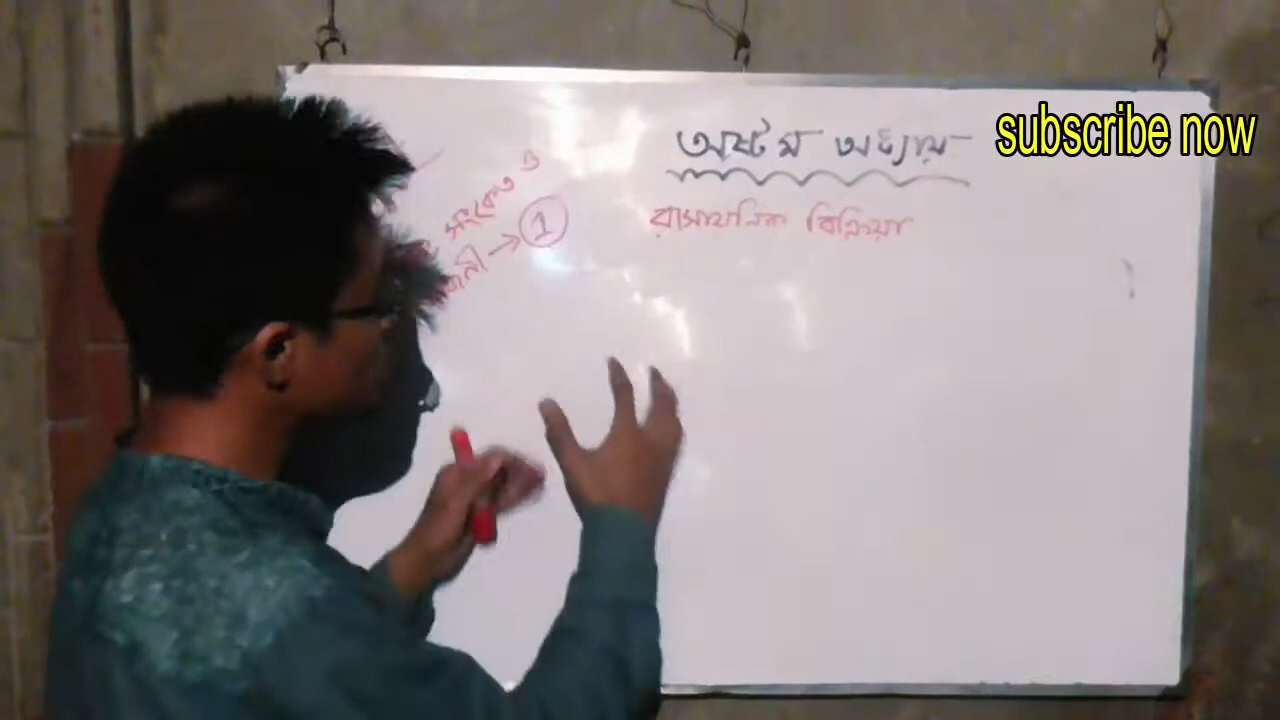 অষ্টম অধ্যায়
subscribe now
রাসায়নিক বিক্রিয়া
সংকেত ও
→ 1